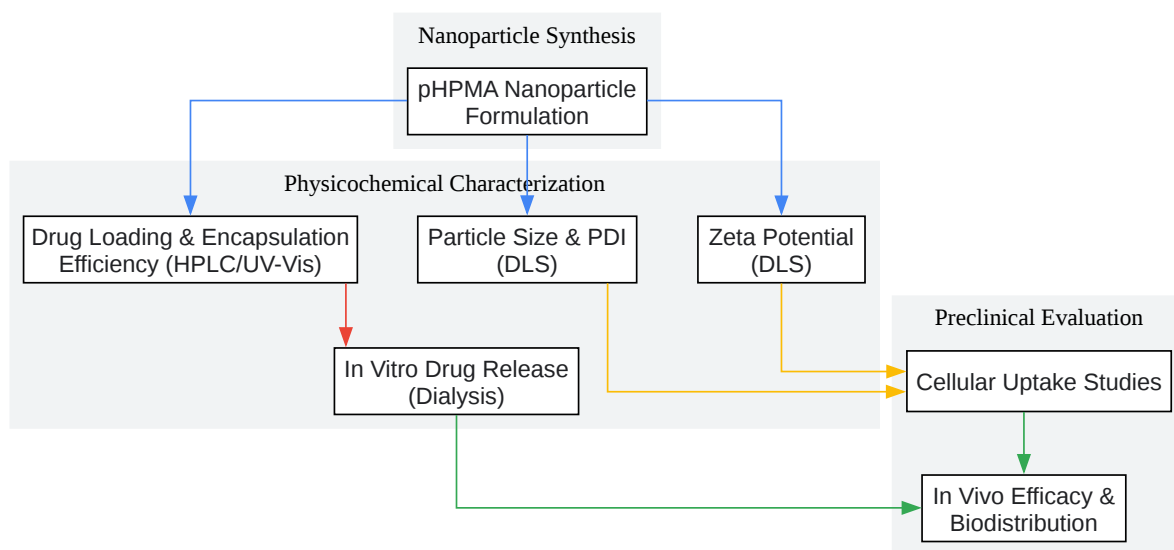 Nanoparticle Synthesis
pHPMA Nanoparticle
Formulation
Physicochemical Characterization
Drug Loading & Encapsulation
Efficiency (HPLC/UV-Vis)
Particle Size & PDI
(DLS)
Zeta Potential
(DLS)
In Vitro Drug Release
(Dialysis)
Preclinical Evaluation
Cellular Uptake Studies
In Vivo Efficacy &
Biodistribution